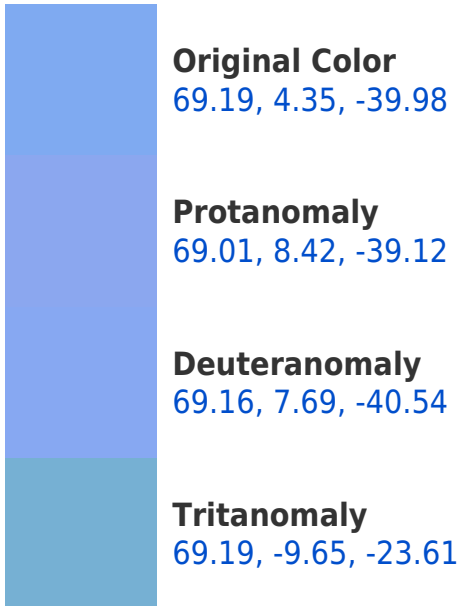 Original Color
69.19, 4.35, -39.98
Protanomaly
69.01, 8.42, -39.12
Deuteranomaly
69.16, 7.69, -40.54
Tritanomaly
69.19, -9.65, -23.61